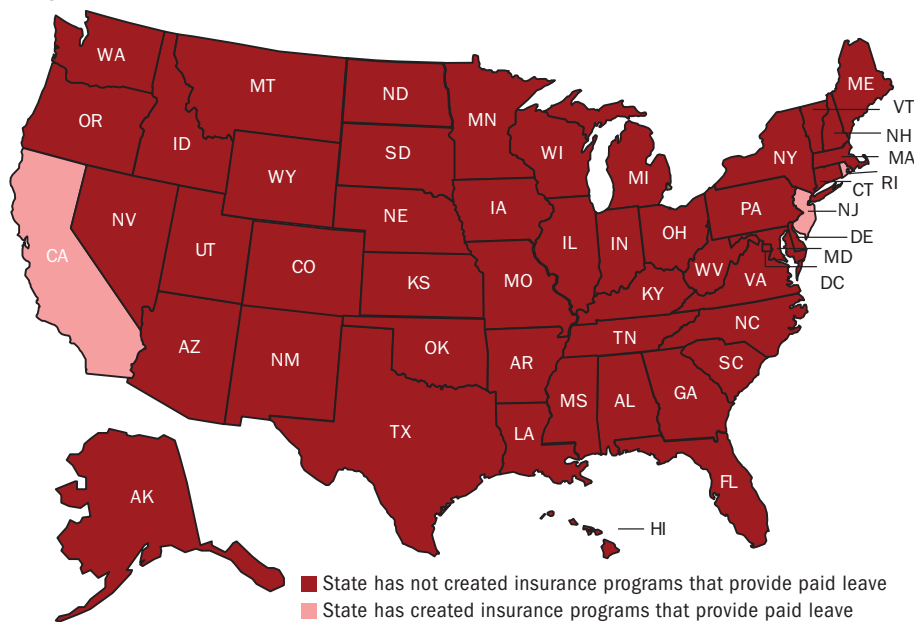 WA
MT
ND
MN
ME
VT
OR
ID
SD
WI
NH
MA
NY
WY
MI
RI
CT
NE
IA
PA
NJ
NV
OH
DE
CA
UT
CO
IL
IN
MD
WV
DC
KS
MO
VA
KY
NC
AZ
OK
TN
NM
AR
SC
MS
AL
GA
TX
LA
FL
AK
HI
State has not created insurance programs that provide paid leave
State has created insurance programs that provide paid leave